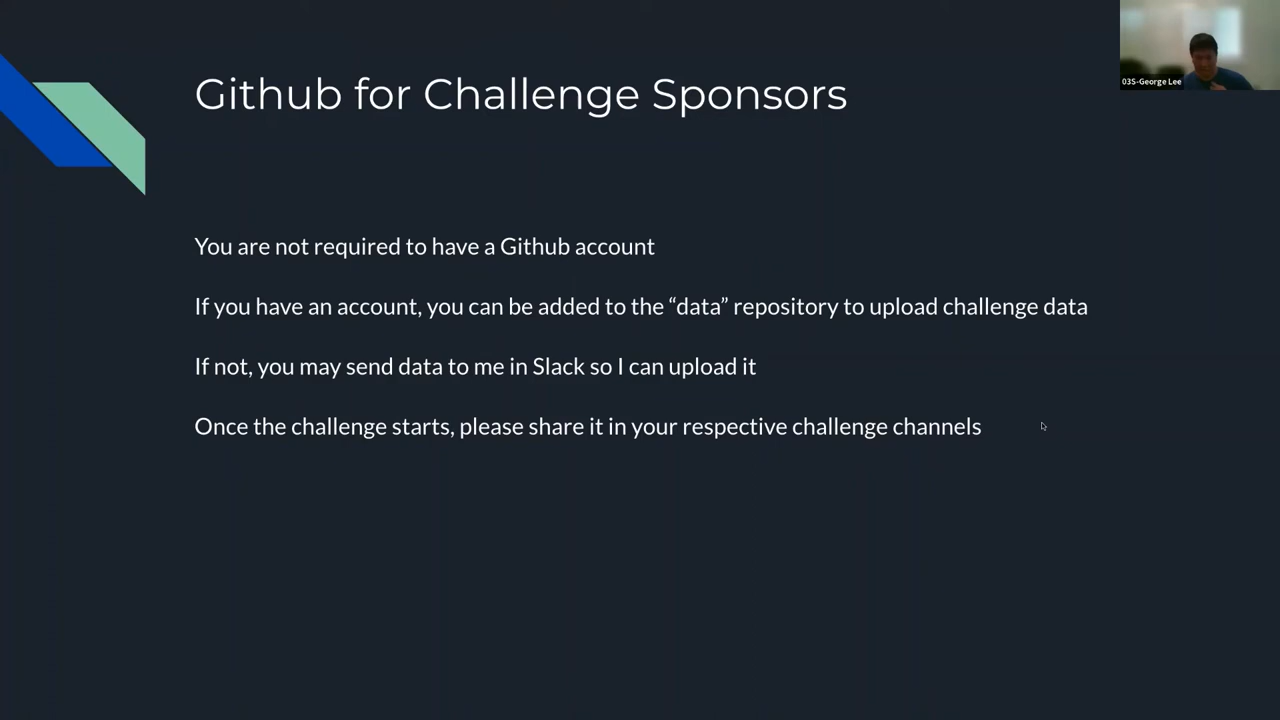 03S-George Lee
Github for Challenge Sponsors
You are not required to have a Github account
If you have an account, you can be added to the “data” repository to upload challenge data
If not, you may send data to me in Slack so I can upload it
Once the challenge starts, please share it in your respective challenge channels